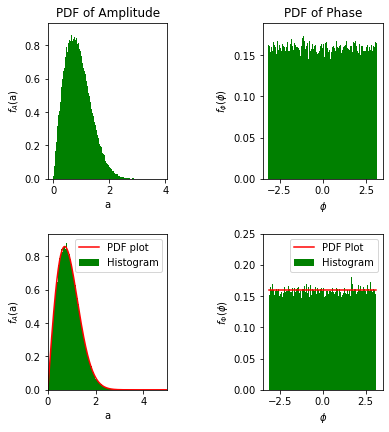 PDF of Amplitude
0.8
0.6
0.4
0.2
0.0
f_A(a)
0
2
4
a
PDF of Phase
0.15
0.10
0.05
0.00
f_Φ(ϕ)
−2.5
0.0
2.5
ϕ
0.8
0.6
0.4
0.2
0.0
f_A(a)
PDF plot
Histogram
0
2
4
a
0.25
0.20
0.15
0.10
0.05
0.00
f_Φ(ϕ)
PDF Plot
Histogram
−2.5
0.0
2.5
ϕ